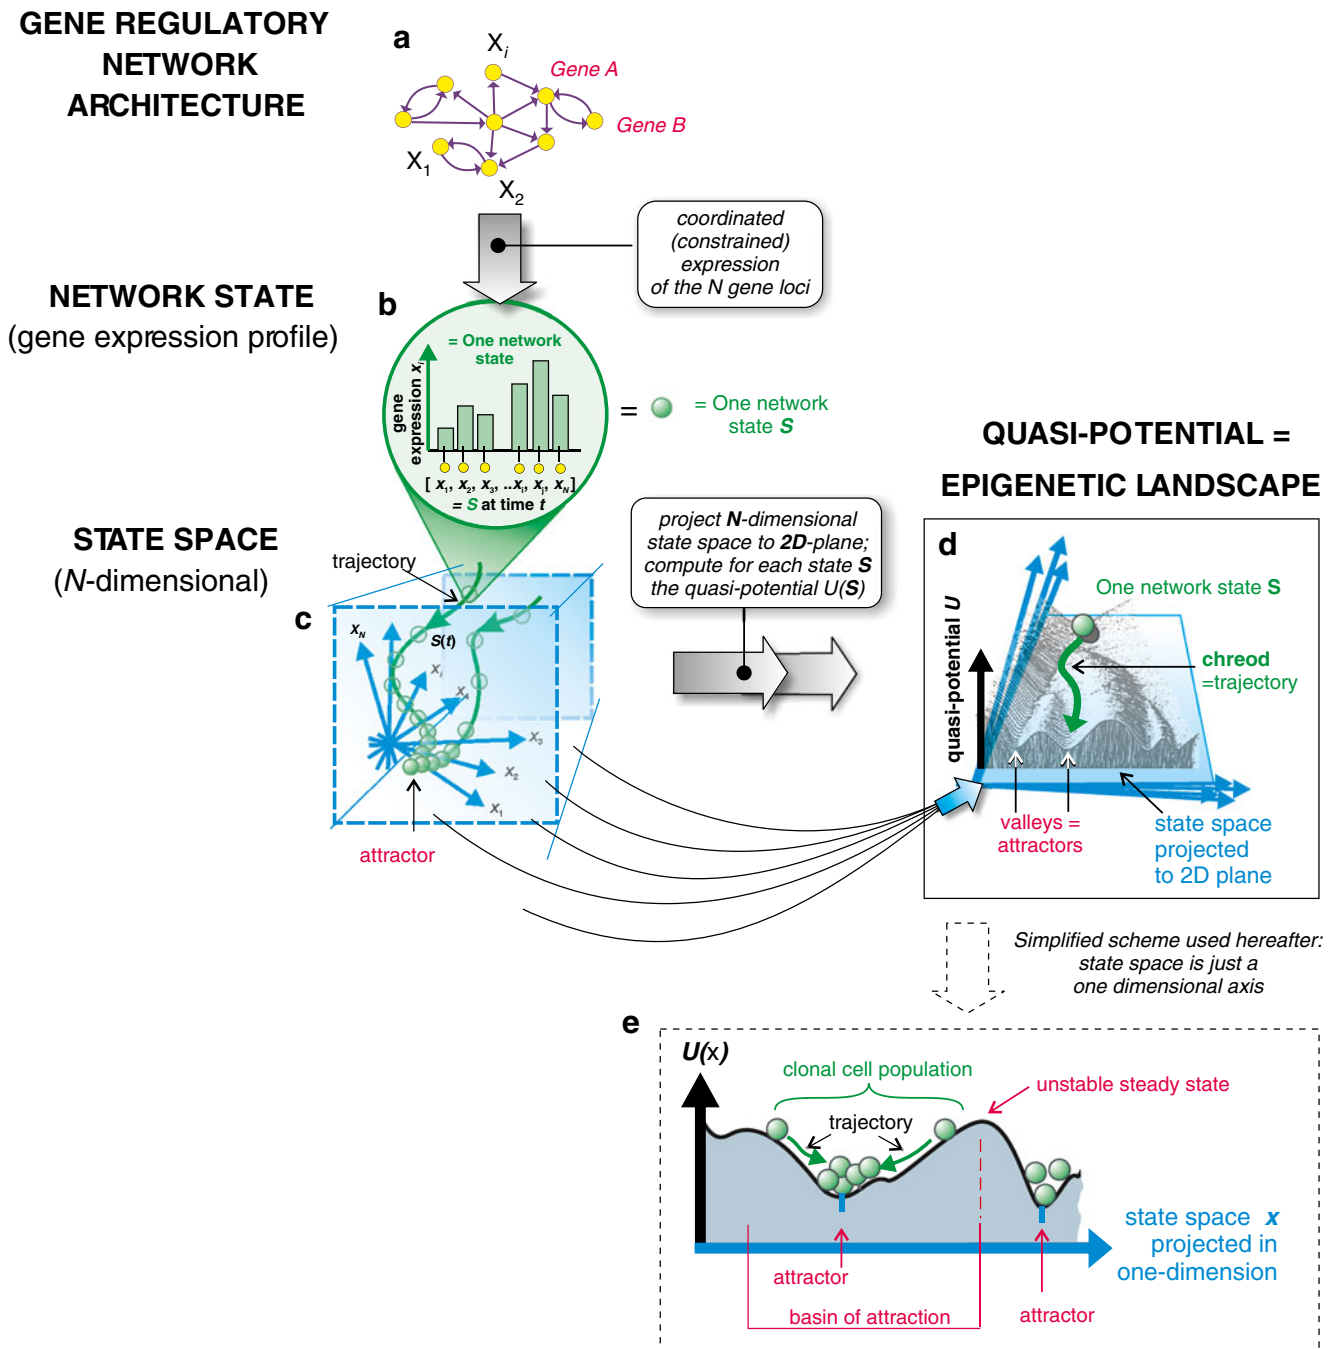 GENE REGULATORY
NETWORK
ARCHITECTURE
a
Xi
Gene A
Gene B
X1
X2
coordinated
(constrained)
expression
of the N gene loci
NETWORK STATE
(gene expression profile)
b
= One network
state
gene
expression xi
[ x1, x2, x3, ..xi, xj, xN]
= S at time t
=
= One network
state S
STATE SPACE
(N-dimensional)
c
trajectory
XN
S(t)
Xi
X4
X3
X2
X1
attractor
project N-dimensional
state space to 2D-plane;
compute for each state S
the quasi-potential U(S)
QUASI-POTENTIAL =
EPIGENETIC LANDSCAPE
d
One network state S
quasi-potential U
chreod
=trajectory
valleys =
attractors
state space
projected
to 2D plane
Simplified scheme used hereafter:
state space is just a
one dimensional axis
e
U(x)
clonal cell population
unstable steady state
trajectory
state space x
projected in
one-dimension
attractor
basin of attraction
attractor